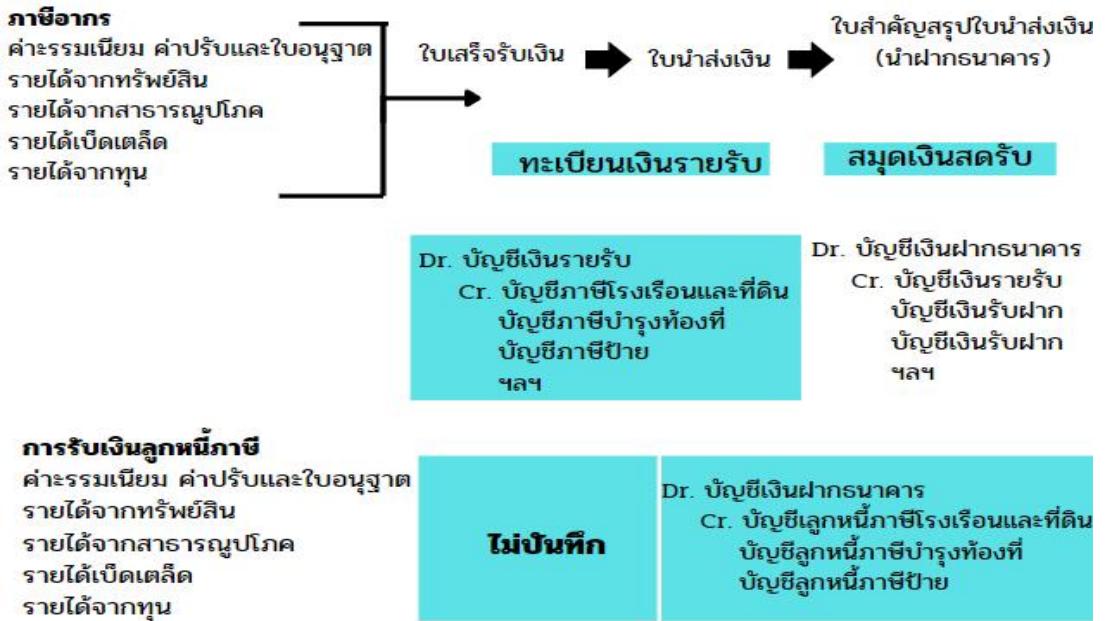 ภาษีอากร
ค่าะรรมเนียม ค่าปรับและใบอนุฐาต
รายได้จากทรัพย์สิน
รายได้จากสาธารณูปโภค
รายได้เบ็ดเตล็ด
รายได้จากทุน
ใบเสร็จรับเงิน
ใบนำส่งเงิน
ใบสำคัญสรุปใบนำส่งเงิน
(นำฝากธนาคาร)
ทะเบียนเงินรายรับ
สมุดเงินสดรับ
Dr. บัญชีเงินรายรับ
Cr. บัญชีภาษีโรงเรือนและที่ดิน
บัญชีภาษีบำรุงท้องที่
บัญชีภาษีป้าย
ฯลฯ
Dr. บัญชีเงินฝากธนาคาร
Cr. บัญชีเงินรายรับ
บัญชีเงินรับฝาก
บัญชีเงินรับฝาก
ฯลฯ
การรับเงินลูกหนี้ภาษี
ค่าะรรมเนียม ค่าปรับและใบอนุฐาต
รายได้จากทรัพย์สิน
รายได้จากสาธารณูปโภค
รายได้เบ็ดเตล็ด
รายได้จากทุน
ไม่บันทึก
Dr. บัญชีเงินฝากธนาคาร
Cr. บัญชีเลูกหนี้ภาษีโรงเรือนและที่ดิน
บัญชีลูกหนี้ภาษีบำรุงท้องที่
บัญชีลูกหนี้ภาษีป้าย